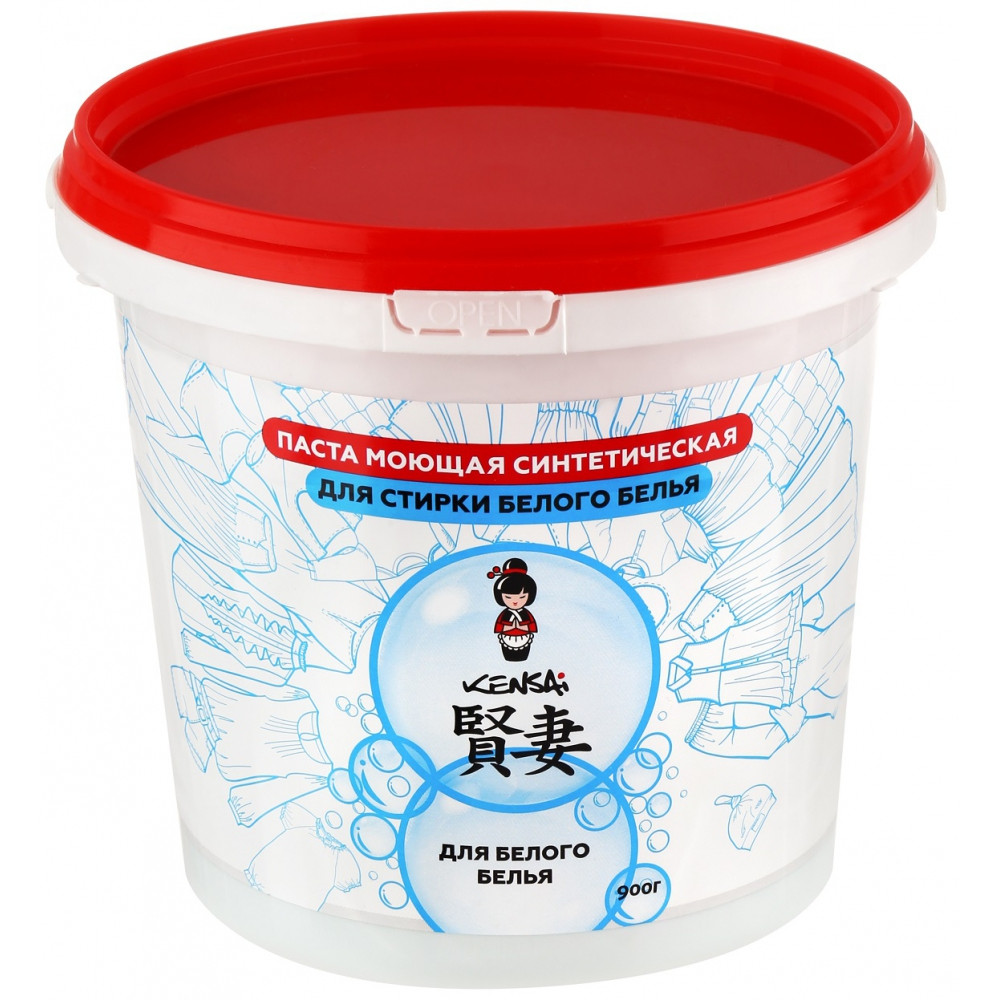 OPEN
ПАСТА МОЮЩАЯ СИНТЕТИЧЕСКАЯ
ДЛЯ СТИРКИ БЕЛОГО БЕЛЬЯ
KENSAi
賢妻
ДЛЯ БЕЛОГО
БЕЛЬЯ
900г